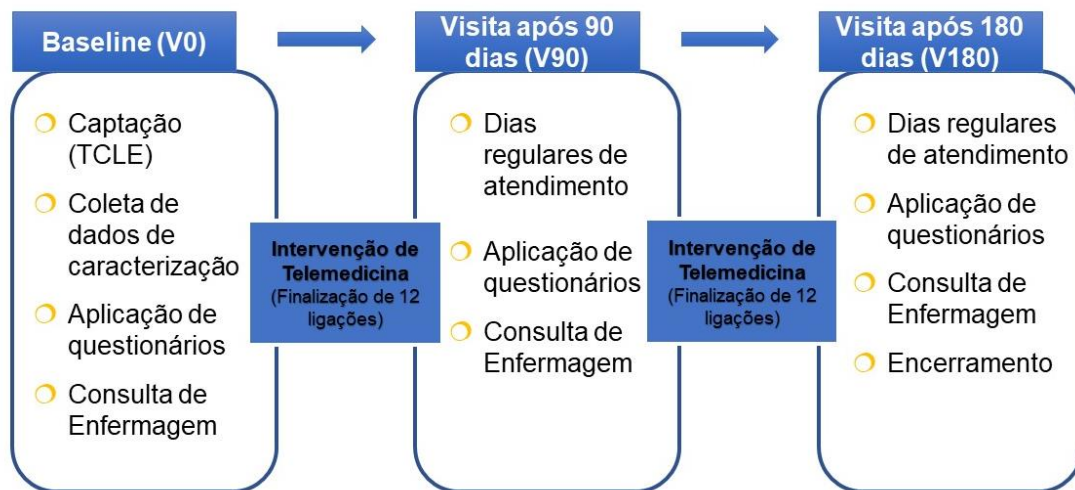 Baseline (V0)
Captação
(TCLE)
Coleta de
dados de
caracterização
Aplicação de
questionários
Consulta de
Enfermagem
Intervenção de
Telemedicina
(Finalização de 12
ligações)
Visita após 90
dias (V90)
Dias
regulares de
atendimento
Aplicação de
questionários
Consulta de
Enfermagem
Intervenção de
Telemedicina
(Finalização de 12
ligações)
Visita após 180
dias (V180)
Dias regulares
de atendimento
Aplicação de
questionários
Consulta de
Enfermagem
Encerramento